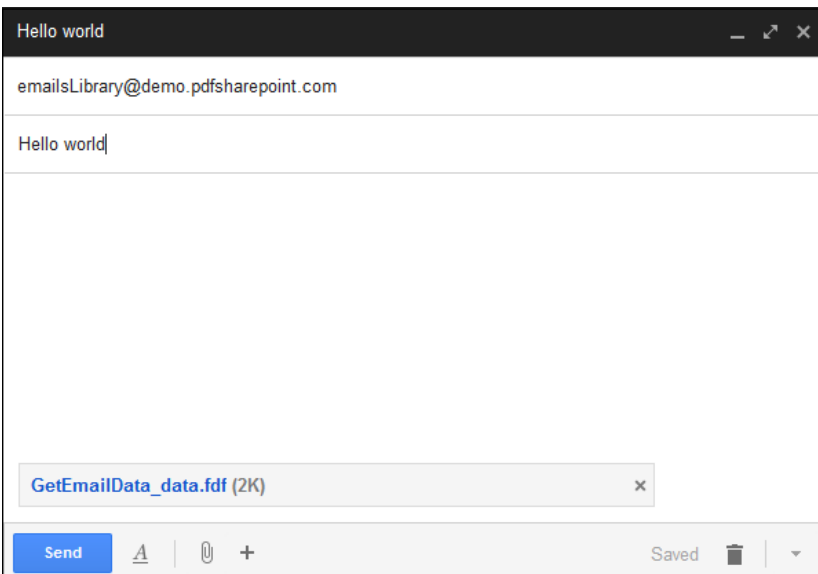 Hello world
emailsLibrary@demo.pdfsharepoint.com
Hello world
GetEmailData_data.fdf (2K)
Send A Saved